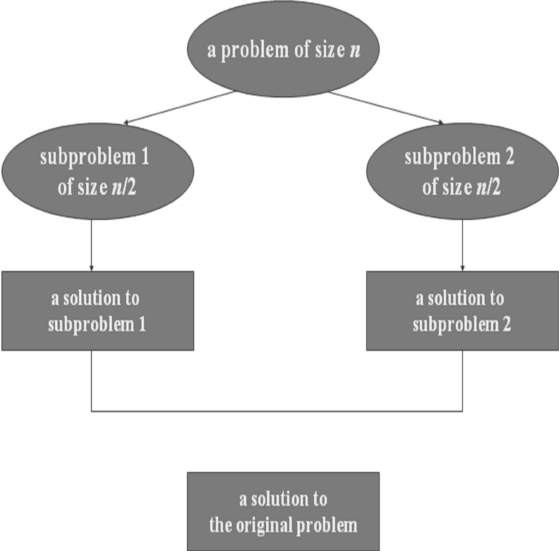 a problem of size n
subproblem 1
of size n/2
subproblem 2
of size n/2
a solution to
subproblem 1
a solution to
subproblem 2
a solution to
the original problem